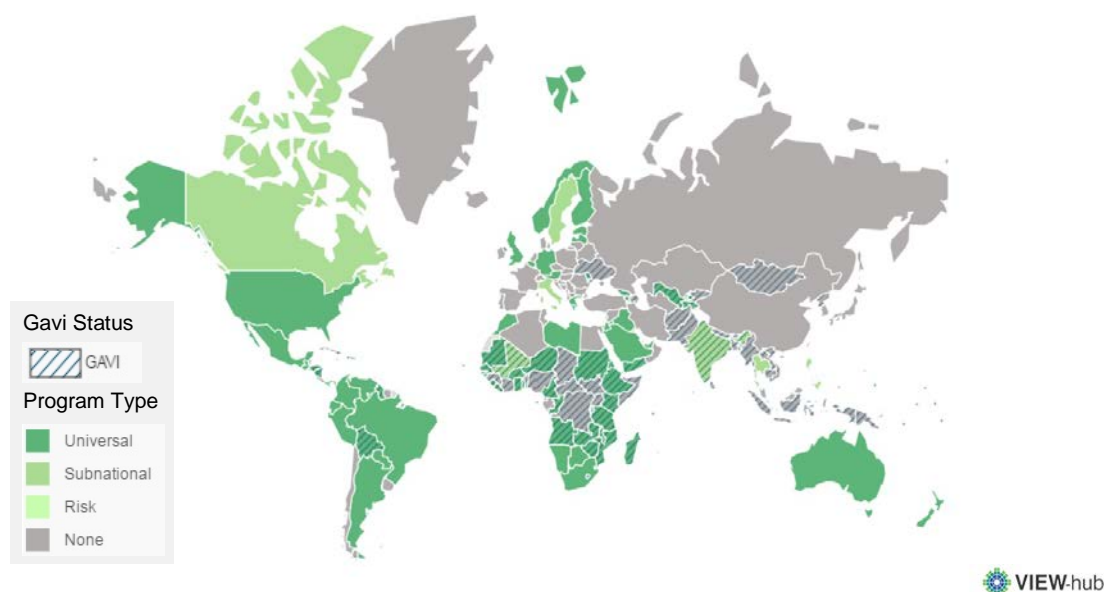 Gavi Status
GAVI
Program Type
Universal
Subnational
Risk
None
VIEW-hub